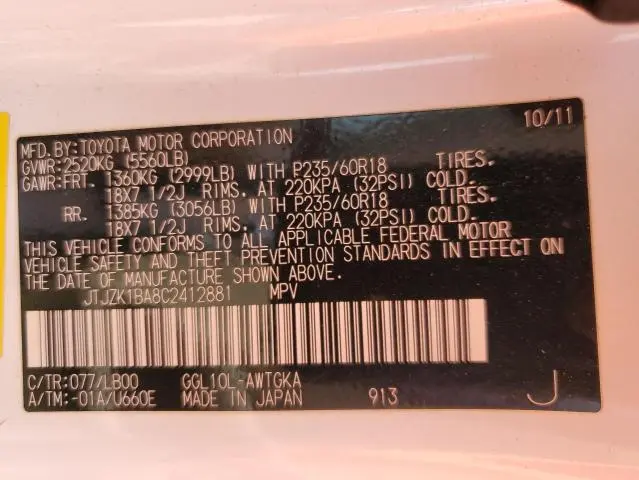 10/11
MFD. BY: TOYOTA MOTOR CORPORATION
GVWR: 2520KG (5560LB)
GAWR: FRT. 1360KG (2999LB) WITH P235/60R18 TIRES.
18X7 1/2J RIMS. AT 220KPA (32PSI) COLD.
RR. 1385KG (3056LB) WITH P235/60R18 TIRES.
18X7 1/2J RIMS. AT 220KPA (32PSI) COLD.
THIS VEHICLE CONFORMS TO ALL APPLICABLE FEDERAL MOTOR
VEHICLE SAFETY AND THEFT PREVENTION STANDARDS IN EFFECT ON
THE DATE OF MANUFACTURE SHOWN ABOVE.
JTJZK1BA8C2412881 MPV
C/TR: 077/LB00 GGL10L-AWTGKA
A/TM: -01A/U660E MADE IN JAPAN 913 J